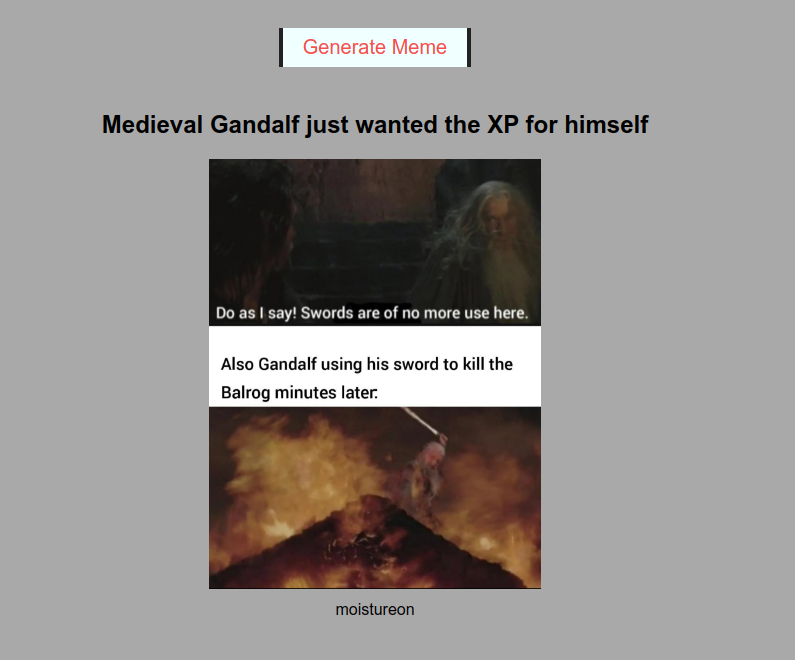 Generate Meme
Medieval Gandalf just wanted the XP for himself
Do as I say! Swords are of no more use here.
Also Gandalf using his sword to kill the
Balrog minutes later:
moistureon